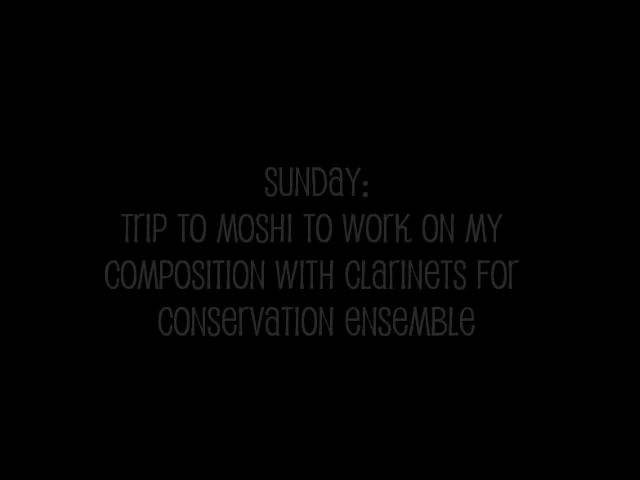 SUNDAY:
TRIP TO MOSHI TO WORK ON MY
COMPOSITION WITH CLARINETS FOR
CONSERVATION ENSEMBLE